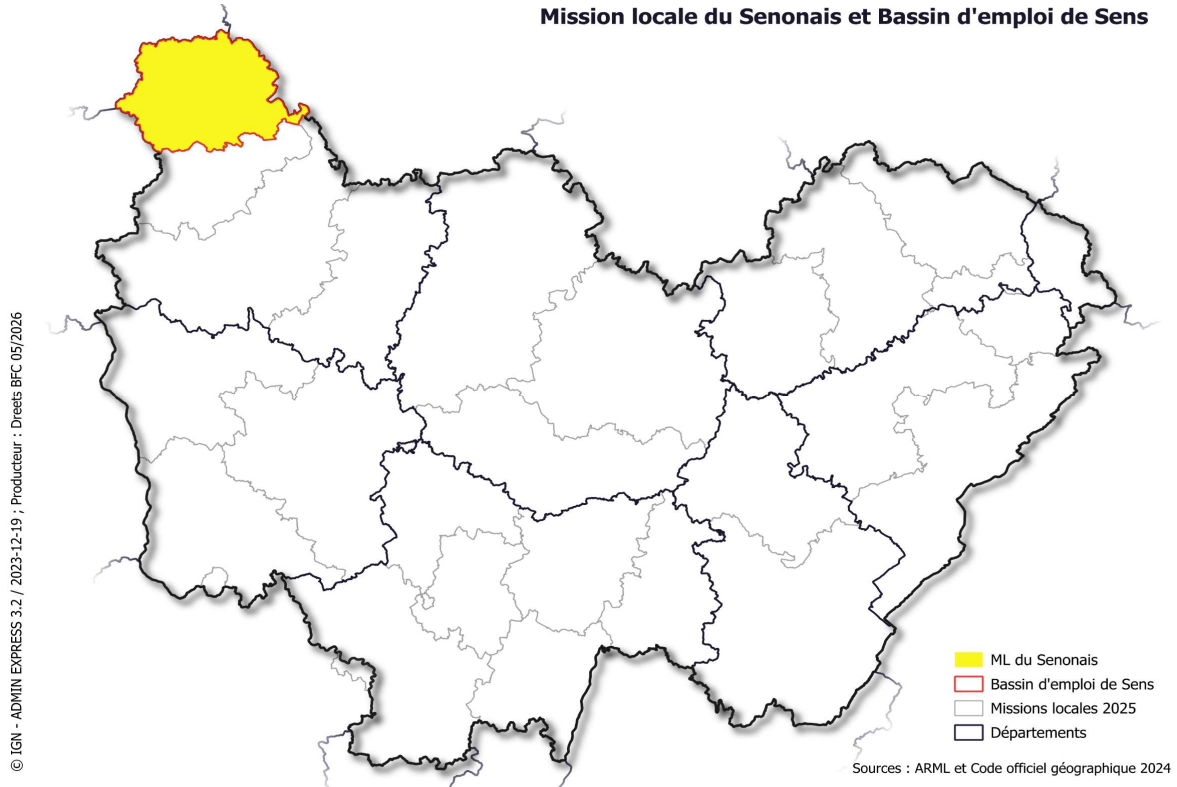 Mission locale du Senonais et Bassin d'emploi de Sens
© IGN - ADMIN EXPRESS 3.2 / 2023-12-19 ; Producteur : Dreets BFC 05/2026
ML du Senonais
Bassin d'emploi de Sens
Missions locales 2025
Départements
Sources : ARML et Code officiel géographique 2024